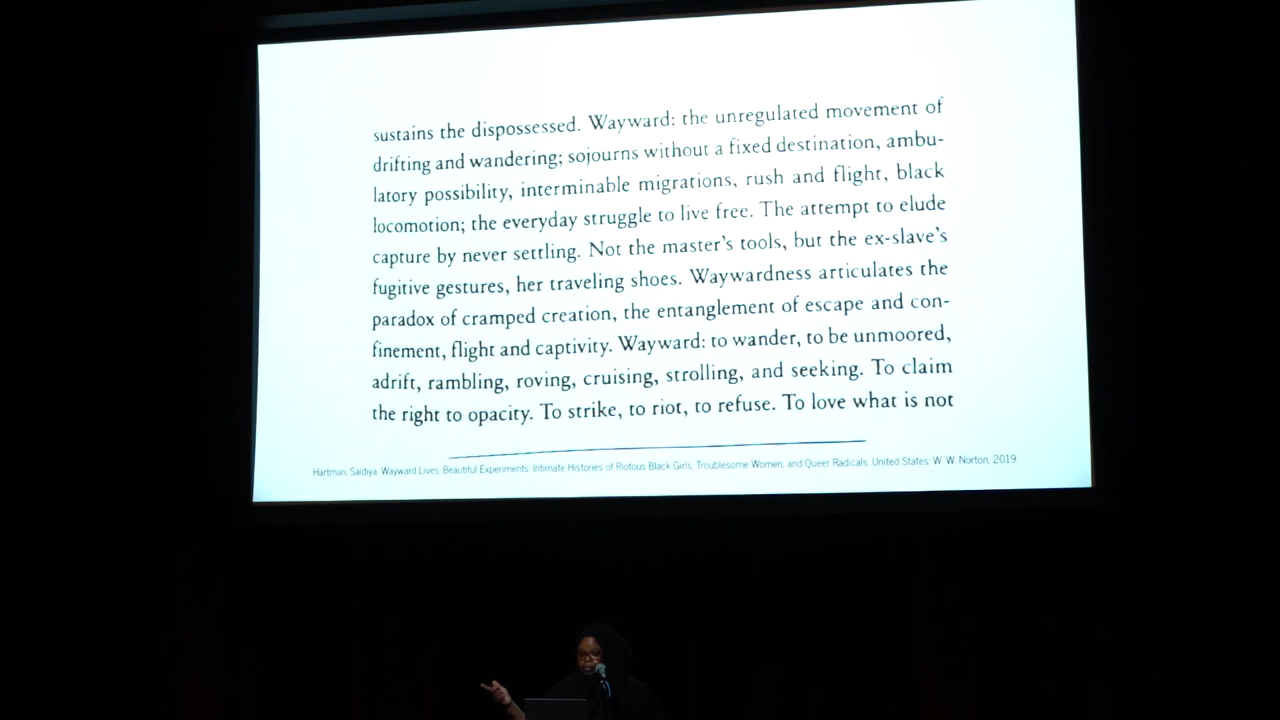 sustains the dispossessed. Wayward: the unregulated movement of
drifting and wandering; sojourns without a fixed destination, ambu-
latory possibility, interminable migrations, rush and flight, black
locomotion; the everyday struggle to live free. The attempt to elude
capture by never settling. Not the master's tools, but the ex-slave's
fugitive gestures, her traveling shoes. Waywardness articulates the
paradox of cramped creation, the entanglement of escape and con-
finement, flight and captivity. Wayward: to wander, to be unmoored,
adrift, rambling, roving, cruising, strolling, and seeking. To claim
the right to opacity. To strike, to riot, to refuse. To love what is not
Hartman, Saidiya. Wayward Lives, Beautiful Experiments: Intimate Histories of Riotous Black Girls, Troublesome Women, and Queer Radicals. United States: W. W. Norton, 2019.